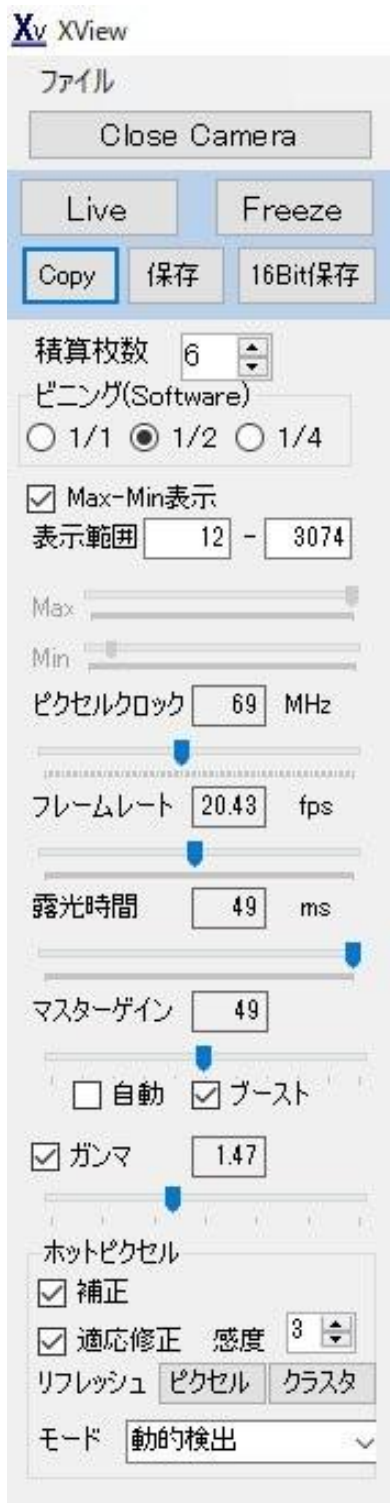 Xv XView
ファイル
Close Camera
Live Freeze
Copy 保存 16Bit保存
積算枚数 6
ビニング(Software)
1/1 1/2 1/4
Max-Min表示
表示範囲 12 - 3074
Max
Min
ピクセルクロック 69 MHz
フレームレート 20.43 fps
露光時間 49 ms
マスターゲイン 49
自動 ブースト
ガンマ 1.47
ホットピクセル
補正
適応修正 感度 3
リフレッシュ ピクセル クラスタ
モード 動的検出